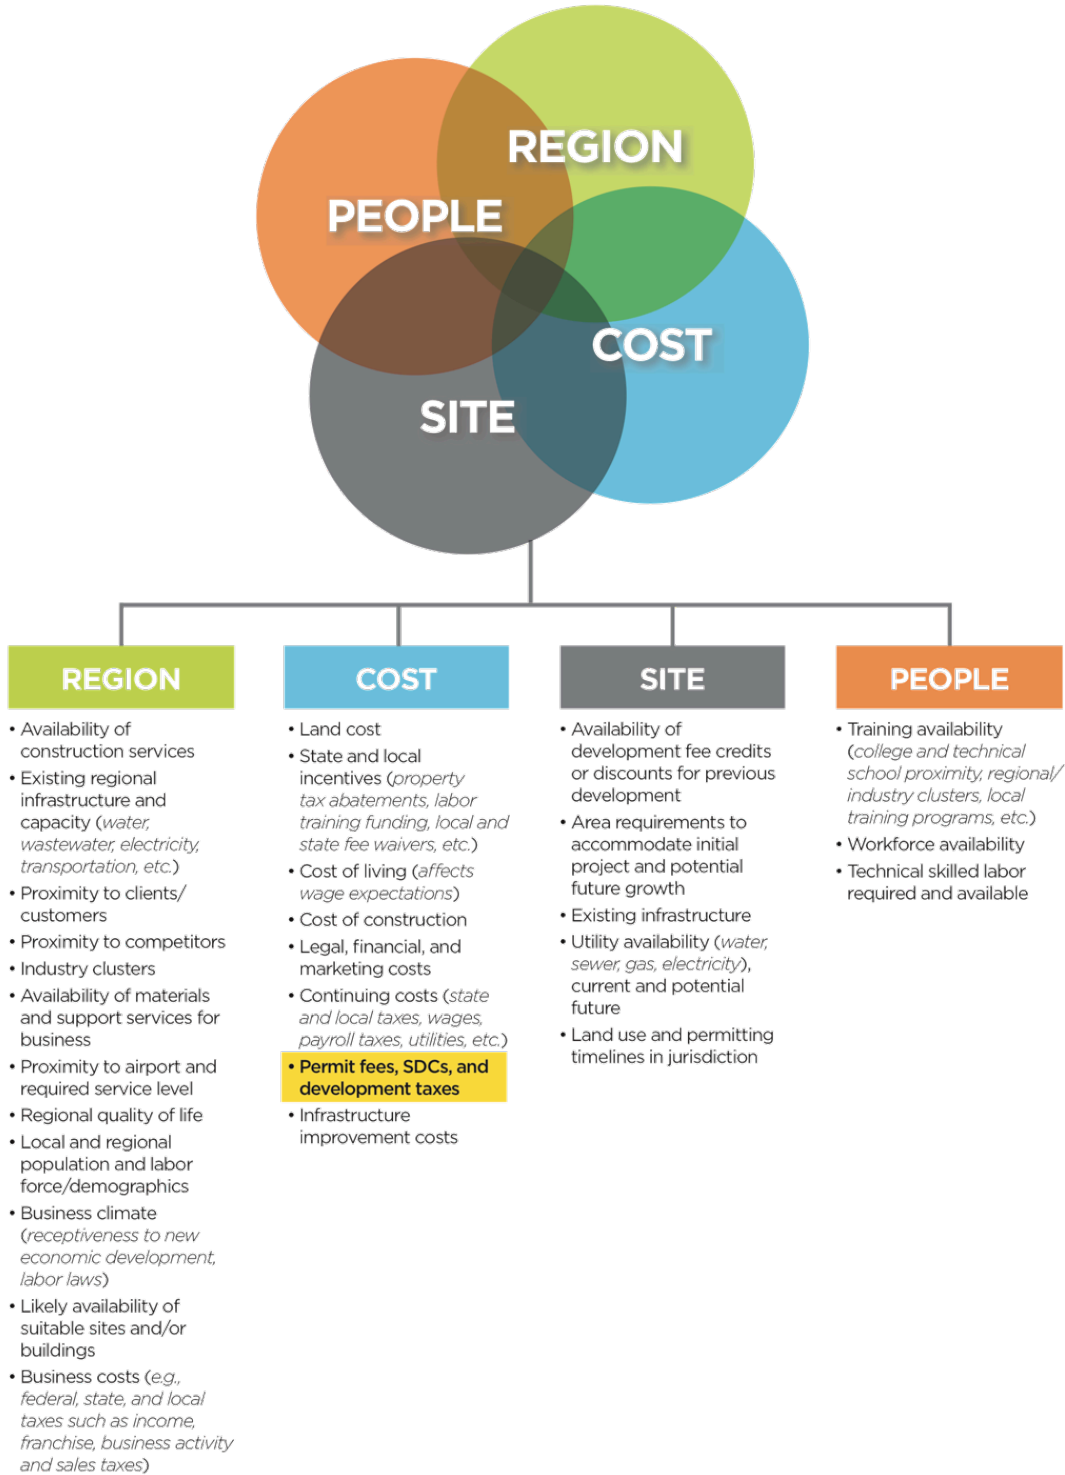 REGION
PEOPLE
COST
SITE
REGION
• Availability of
construction services
• Existing regional
infrastructure and
capacity (water,
wastewater, electricity,
transportation, etc.)
• Proximity to clients/
customers
• Proximity to competitors
• Industry clusters
• Availability of materials
and support services for
business
• Proximity to airport and
required service level
• Regional quality of life
• Local and regional
population and labor
force/demographics
• Business climate
(receptiveness to new
economic development,
labor laws)
• Likely availability of
suitable sites and/or
buildings
• Business costs (e.g.,
federal, state, and local
taxes such as income,
franchise, business activity
and sales taxes)
COST
• Land cost
• State and local
incentives (property
tax abatements, labor
training funding, local and
state fee waivers, etc.)
• Cost of living (affects
wage expectations)
• Cost of construction
• Legal, financial, and
marketing costs
• Continuing costs (state
and local taxes, wages,
payroll taxes, utilities, etc.)
• Permit fees, SDCs, and
development taxes
• Infrastructure
improvement costs
SITE
• Availability of
development fee credits
or discounts for previous
development
• Area requirements to
accommodate initial
project and potential
future growth
• Existing infrastructure
• Utility availability (water,
sewer, gas, electricity),
current and potential
future
• Land use and permitting
timelines in jurisdiction
PEOPLE
• Training availability
(college and technical
school proximity, regional/
industry clusters, local
training programs, etc.)
• Workforce availability
• Technical skilled labor
required and available